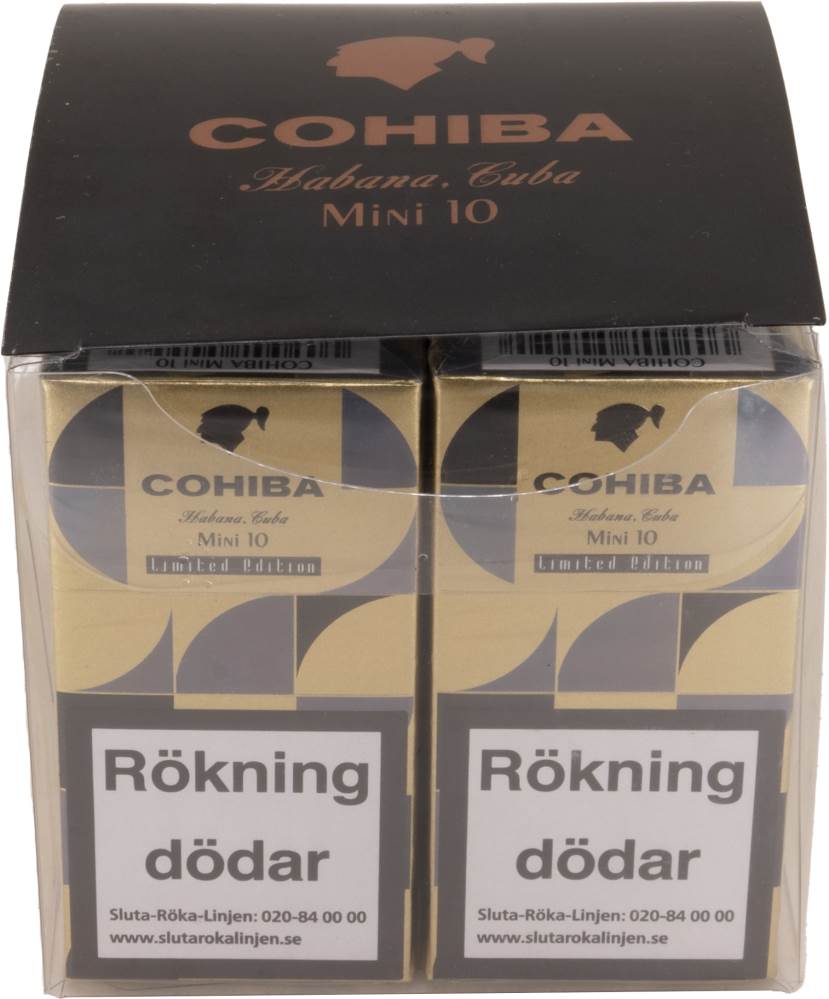 COHIBA
Habana, Cuba
MiNi 10
COHIBA Mini 10
COHIBA Mini 10
COHIBA
Habana, Cuba
MiNi 10
Limited Edition
Rökning
dödar
Sluta-Röka-Linjen: 020-84 00 00
www.slutarokalinjen.se
COHIBA
Habana, Cuba
MiNi 10
Limited Edition
Rökning
dödar
Sluta-Röka-Linjen: 020-84 00 00
www.slutarokalinjen.se